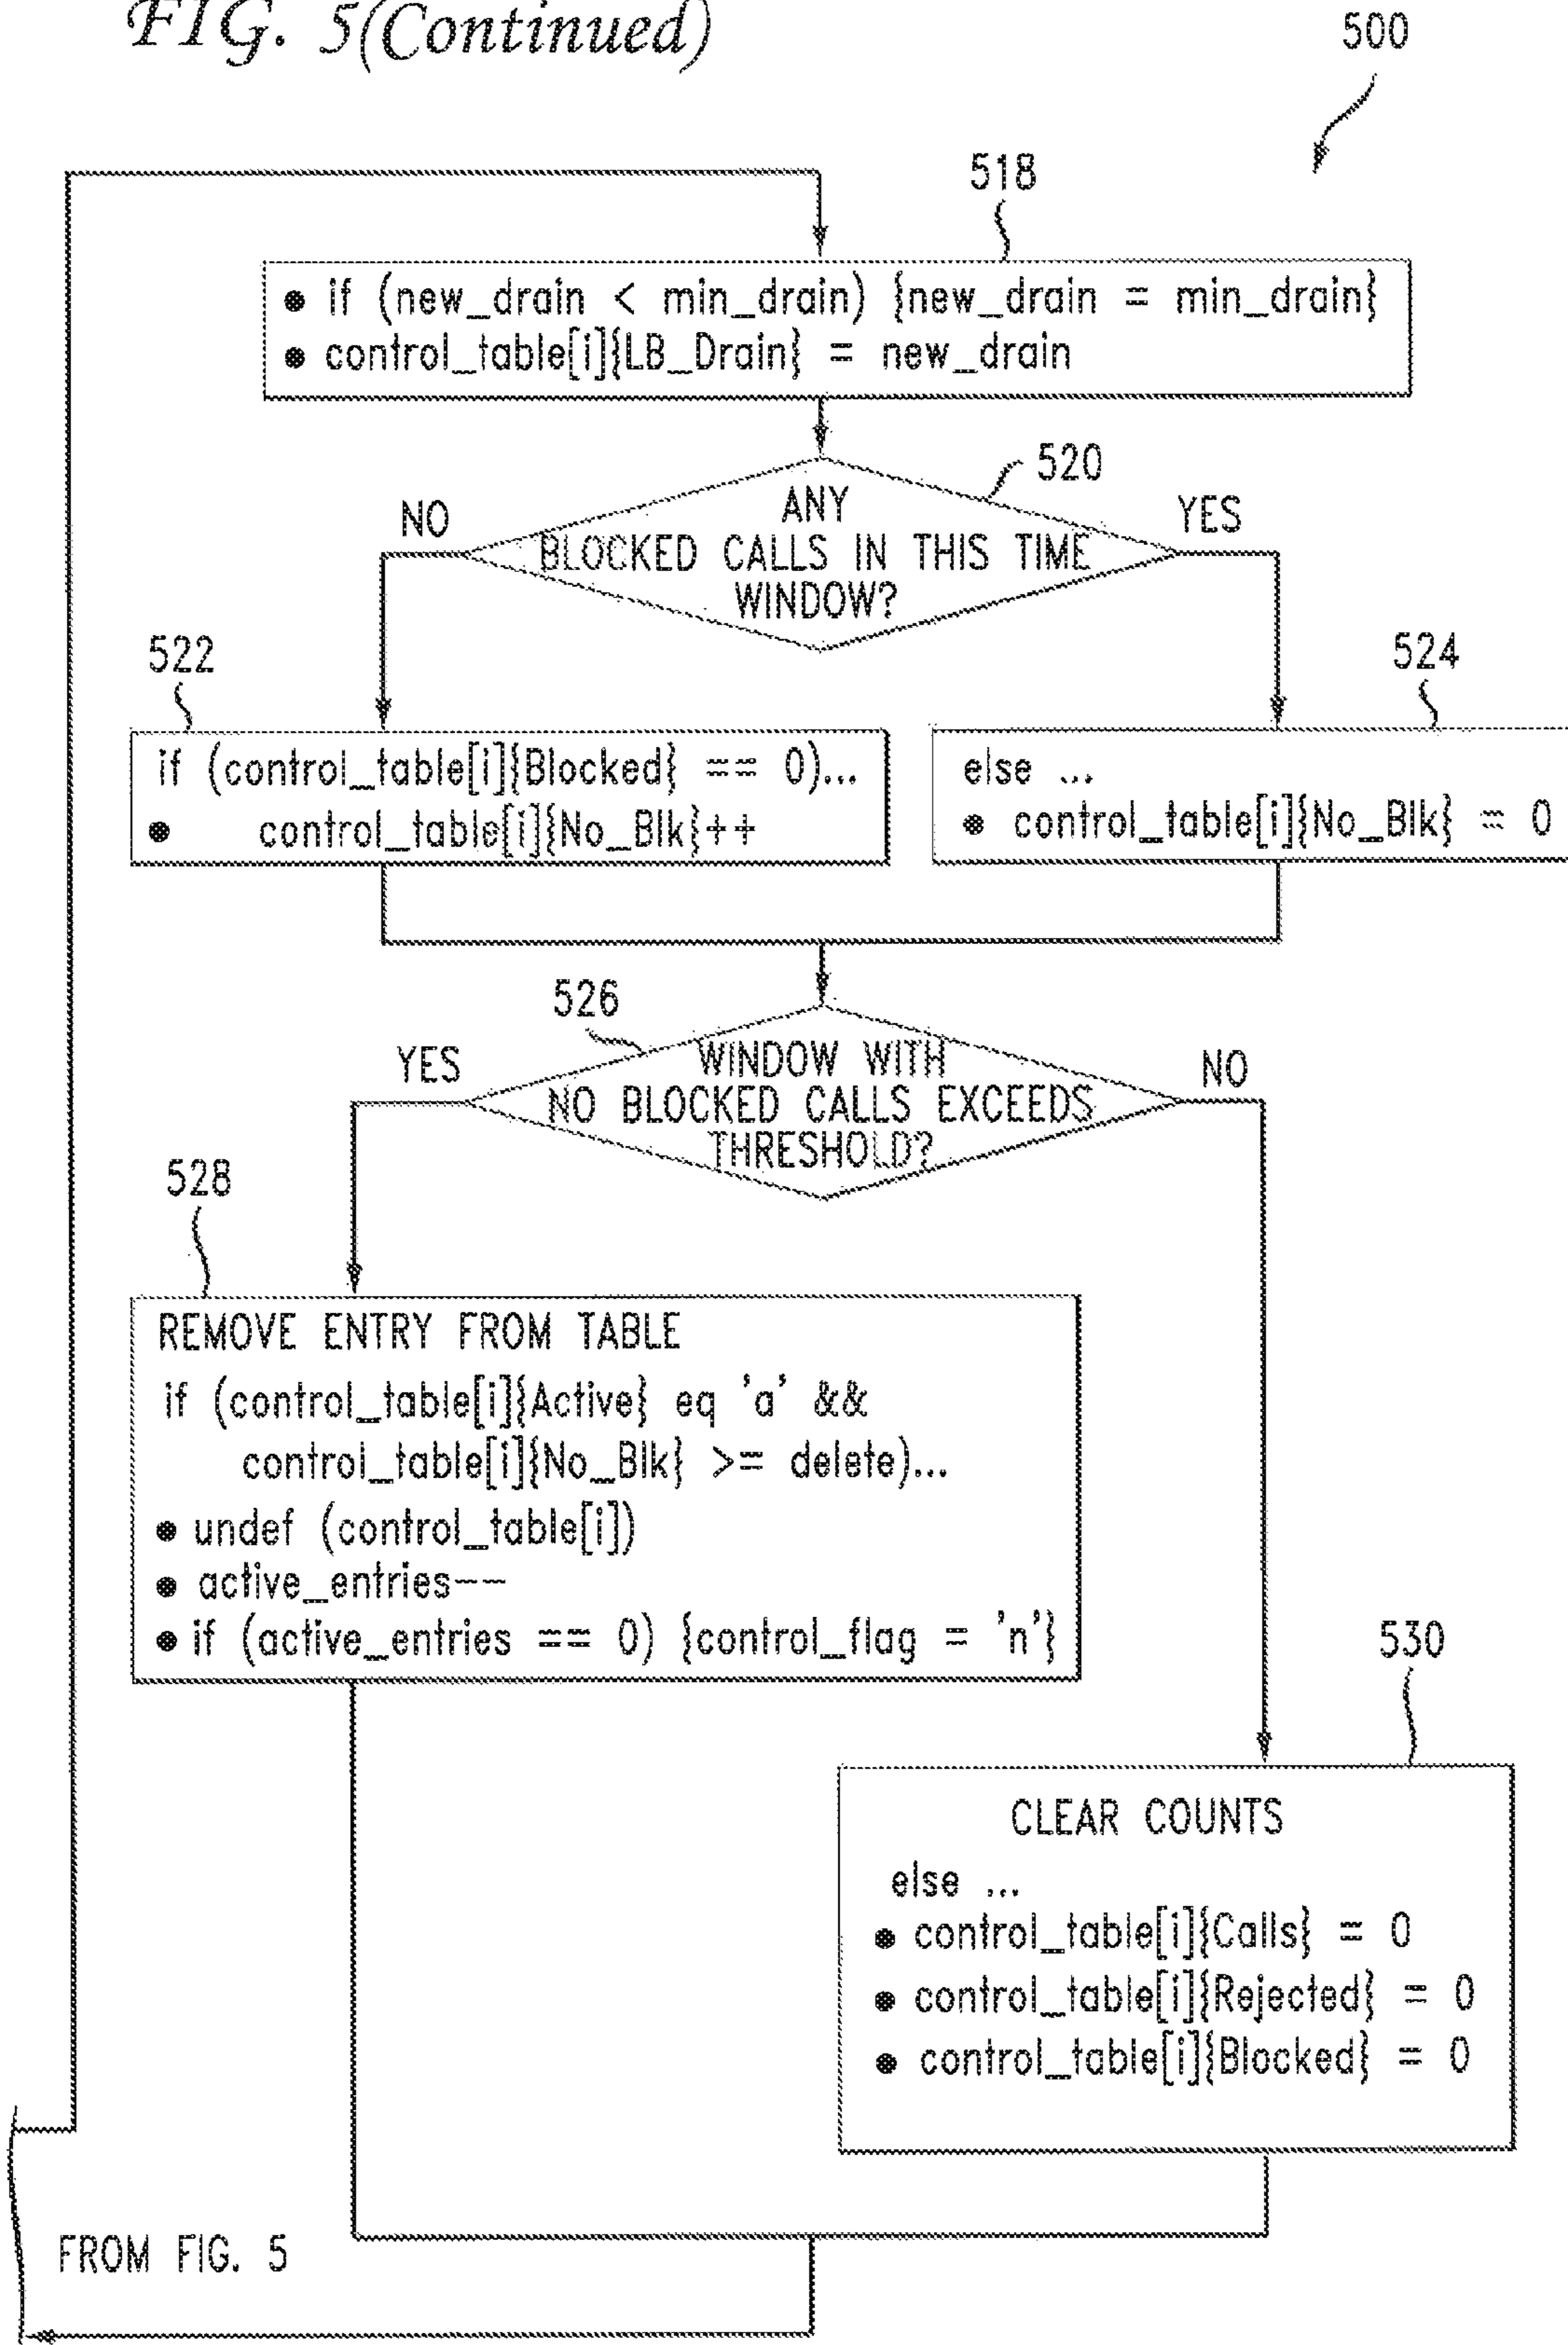 FIG. 5(Continued)
500
518
• if (new_drain < min_drain) {new_drain = min_drain}
• control_table[i]{LB_Drain} = new_drain
520
NO
YES
ANY
BLOCKED CALLS IN THIS TIME
WINDOW?
522
524
if (control_table[i]{Blocked} == 0)...
• control_table[i]{No_Blk}++
else ...
• control_table[i]{No_Blk} = 0
526
YES
NO
WINDOW WITH
NO BLOCKED CALLS EXCEEDS
THRESHOLD?
528
REMOVE ENTRY FROM TABLE
if (control_table[i]{Active} eq 'a' &&
control_table[i]{No_Blk} >= delete)...
• undef (control_table[i])
• active_entries--
• if (active_entries == 0) {control_flag = 'n'}
530
CLEAR COUNTS
else ...
• control_table[i]{Calls} = 0
• control_table[i]{Rejected} = 0
• control_table[i]{Blocked} = 0
FROM FIG. 5